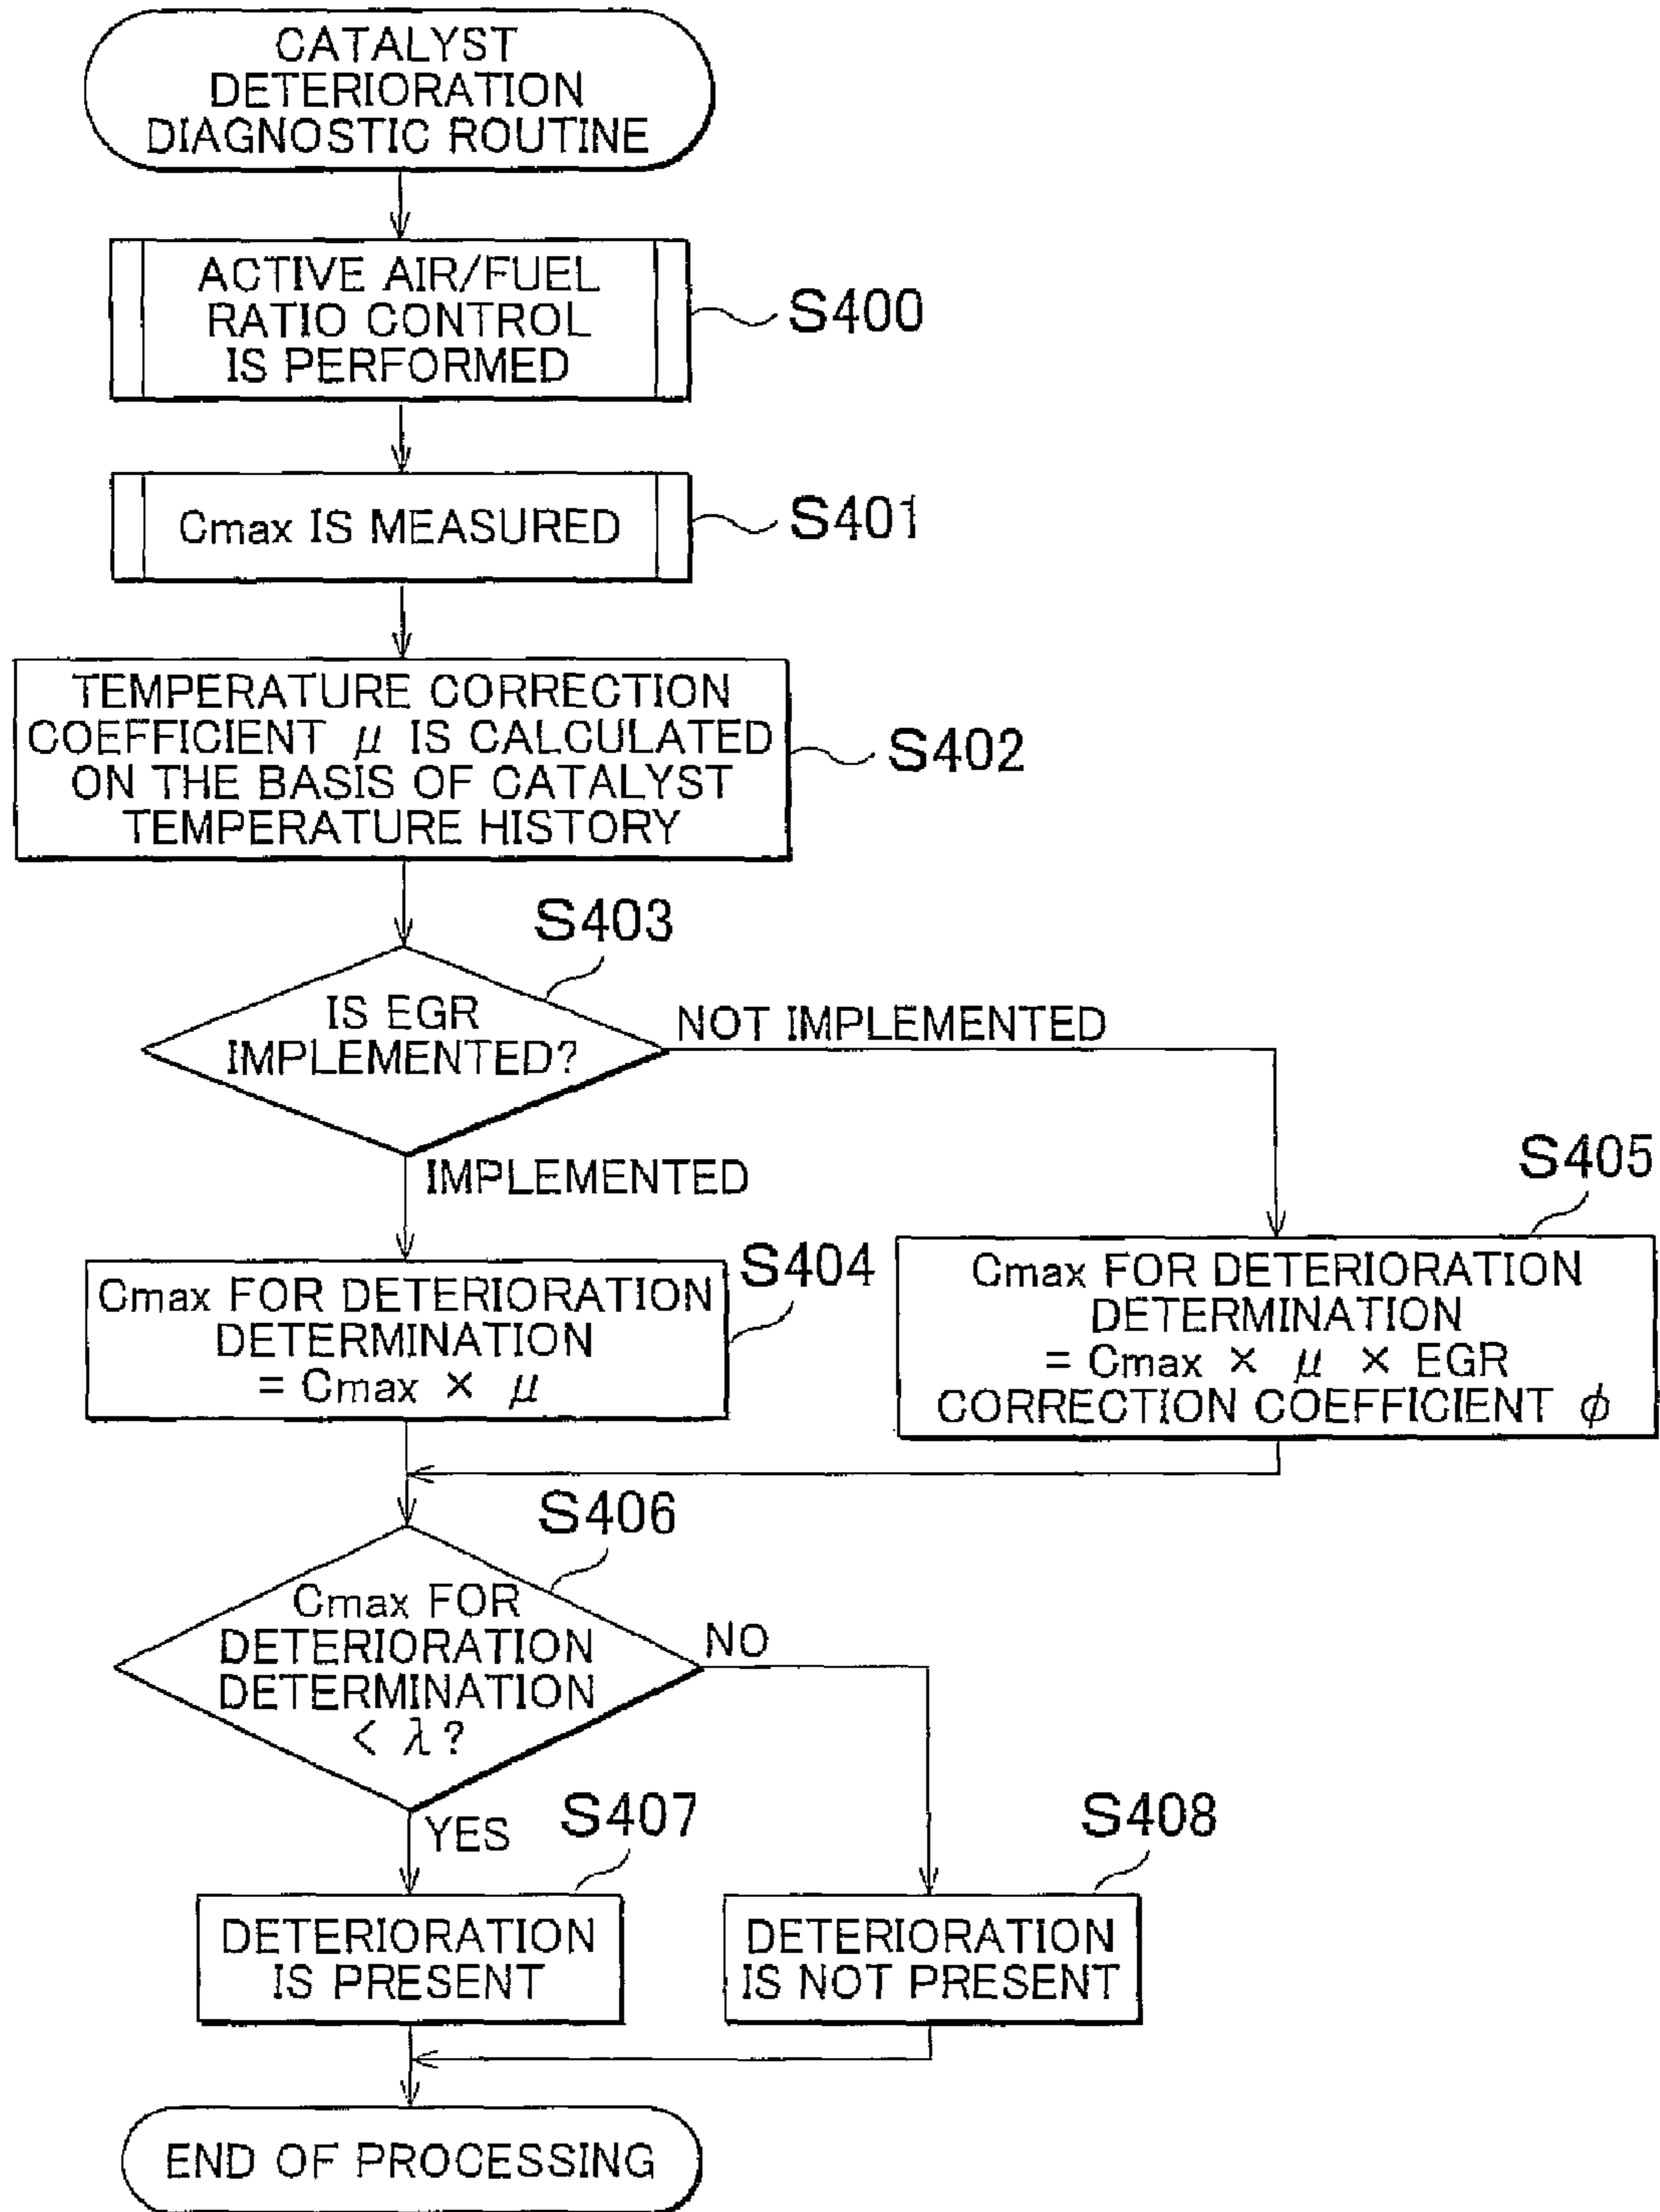 CATALYST
DETERIORATION
DIAGNOSTIC ROUTINE
ACTIVE AIR/FUEL
RATIO CONTROL
IS PERFORMED
S400
Cmax IS MEASURED
S401
TEMPERATURE CORRECTION
COEFFICIENT μ IS CALCULATED
ON THE BASIS OF CATALYST
TEMPERATURE HISTORY
S402
S403
IS EGR
IMPLEMENTED?
NOT IMPLEMENTED
IMPLEMENTED
S404
Cmax FOR DETERIORATION
DETERMINATION
= Cmax × μ
S405
Cmax FOR DETERIORATION
DETERMINATION
= Cmax × μ × EGR
CORRECTION COEFFICIENT ϕ
S406
Cmax FOR
DETERIORATION
DETERMINATION
< λ?
NO
YES
S407
DETERIORATION
IS PRESENT
S408
DETERIORATION
IS NOT PRESENT
END OF PROCESSING